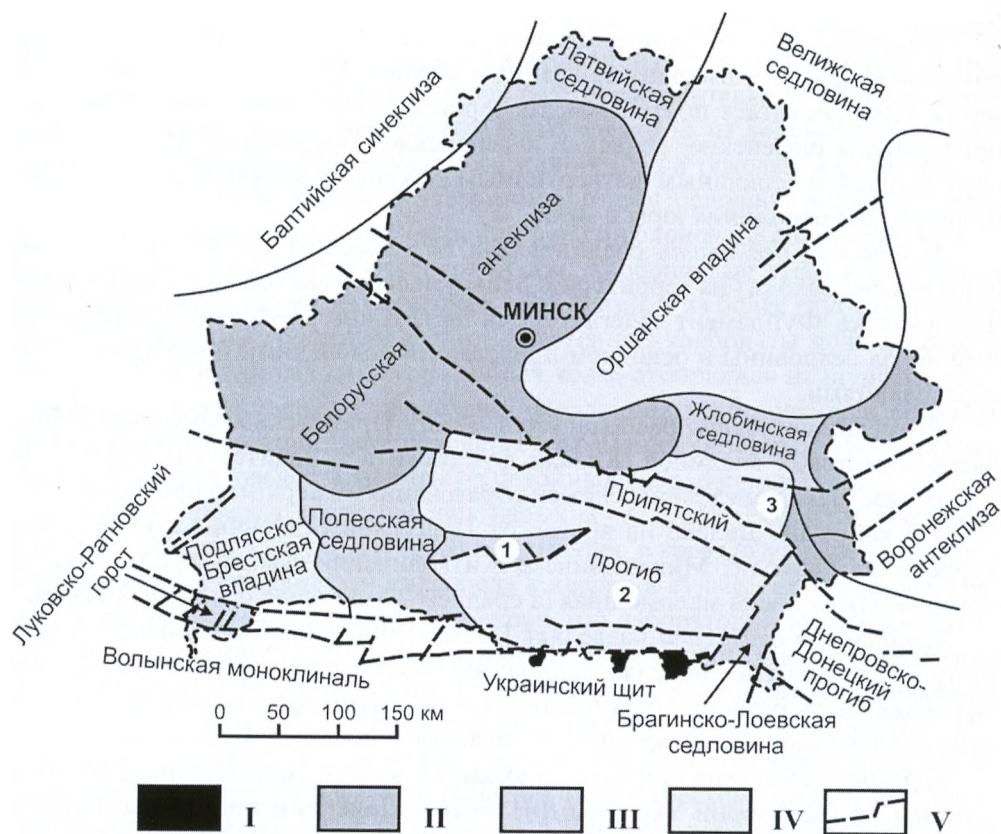 Латвийская
седловина
Велижская
седловина
Балтийская синеклиза
антеклиза
Оршанская впадина
МИНСК
Белорусская
Жлобинская
седловина
Припятский
3
Воронежская
антеклиза
Луковско-Ратновский
горст
Подлясско-
Брестская
впадина
Полесская
седловина
1
прогиб
2
Днепровско-
Донецкий
прогиб
Волынская моноклиналь
Украинский щит
Брагинско-Лоевская
седловина
0 50 100 150 км
I II III IV V